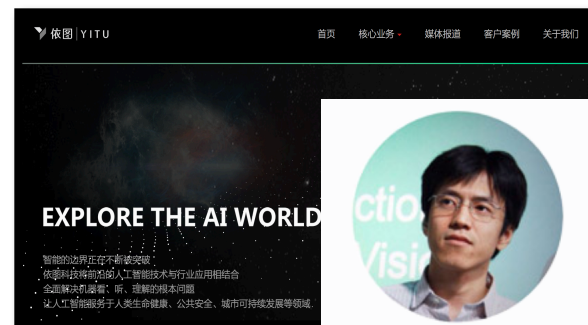 依图 YITU
首页 核心业务 媒体报道 客户案例 关于我们
EXPLORE THE AI WORLD
智能的边界正在不断被突破
依图科技将前沿的人工智能技术与行业应用相结合
全面解决机器看、听、理解的根本问题
让人工智能服务于人类生命健康、公共安全、城市可持续发展等领域
ctio
Visi